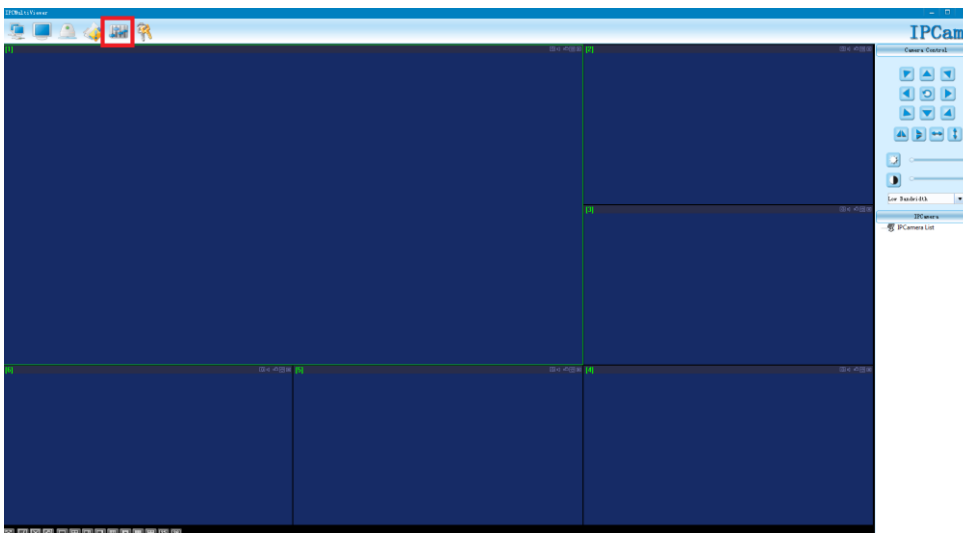 IPCMultiViewer
IPCam
[1]
[2]
Camera Control
Low Bandwidth
[3]
IPCamera
IPCamera List
[6]
[5]
[4]